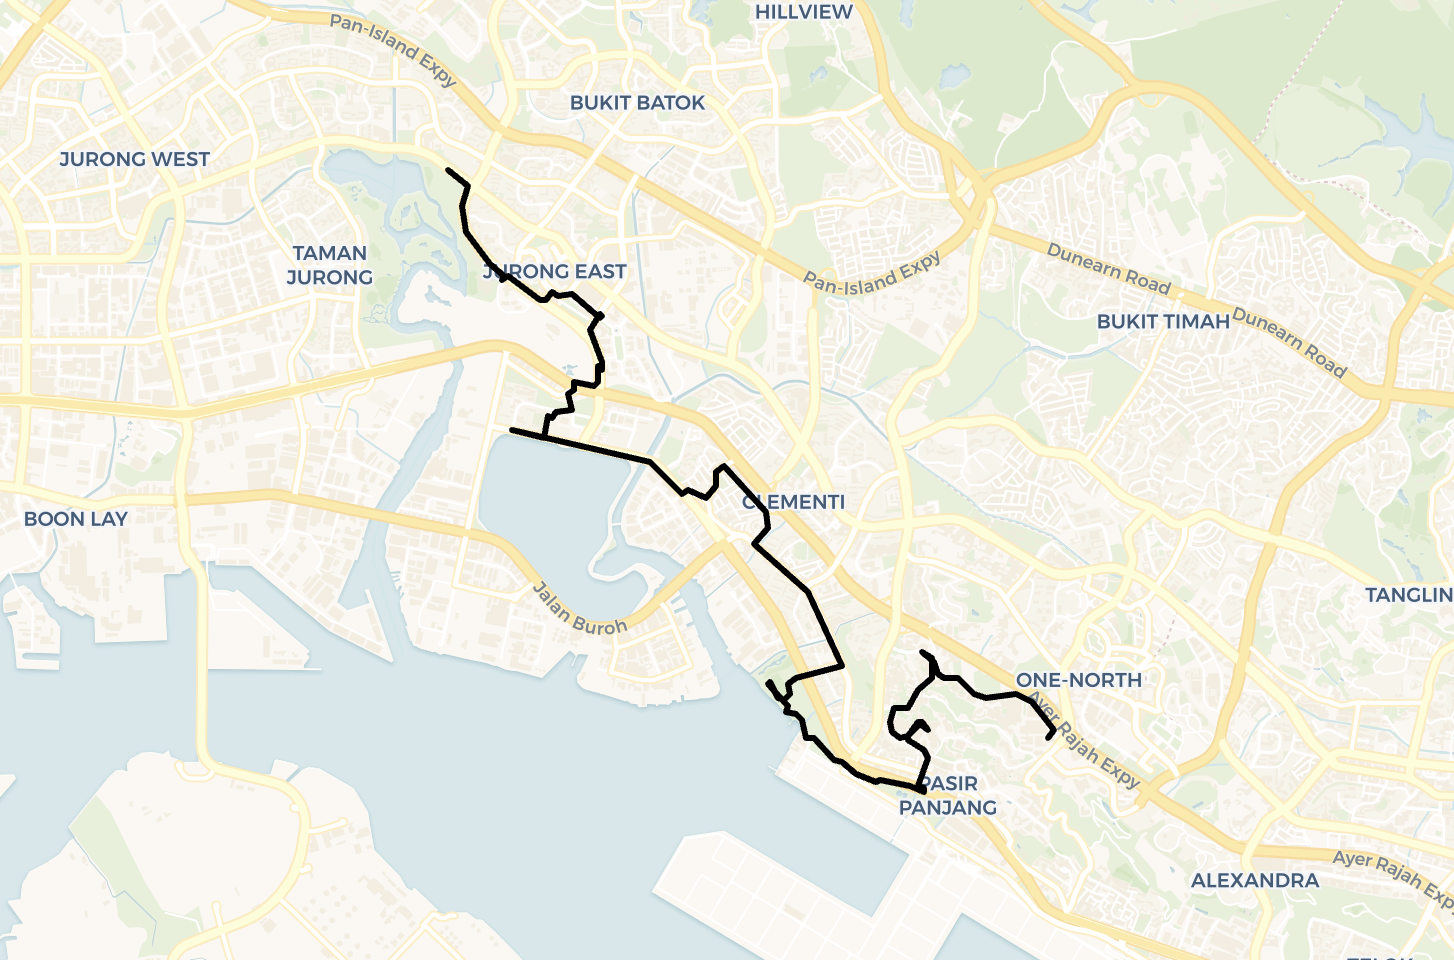 HILLVIEW
Pan-Island Expy
BUKIT BATOK
JURONG WEST
TAMAN
JURONG
JURONG EAST
Pan-Island Expy
Dunearn Road
BUKIT TIMAH
Dunearn Road
CLEMENTI
BOON LAY
Jalan Buroh
TANGLIN
ONE-NORTH
Ayer Rajah Expy
PASIR
PANJANG
Ayer Rajah Exp
ALEXANDRA